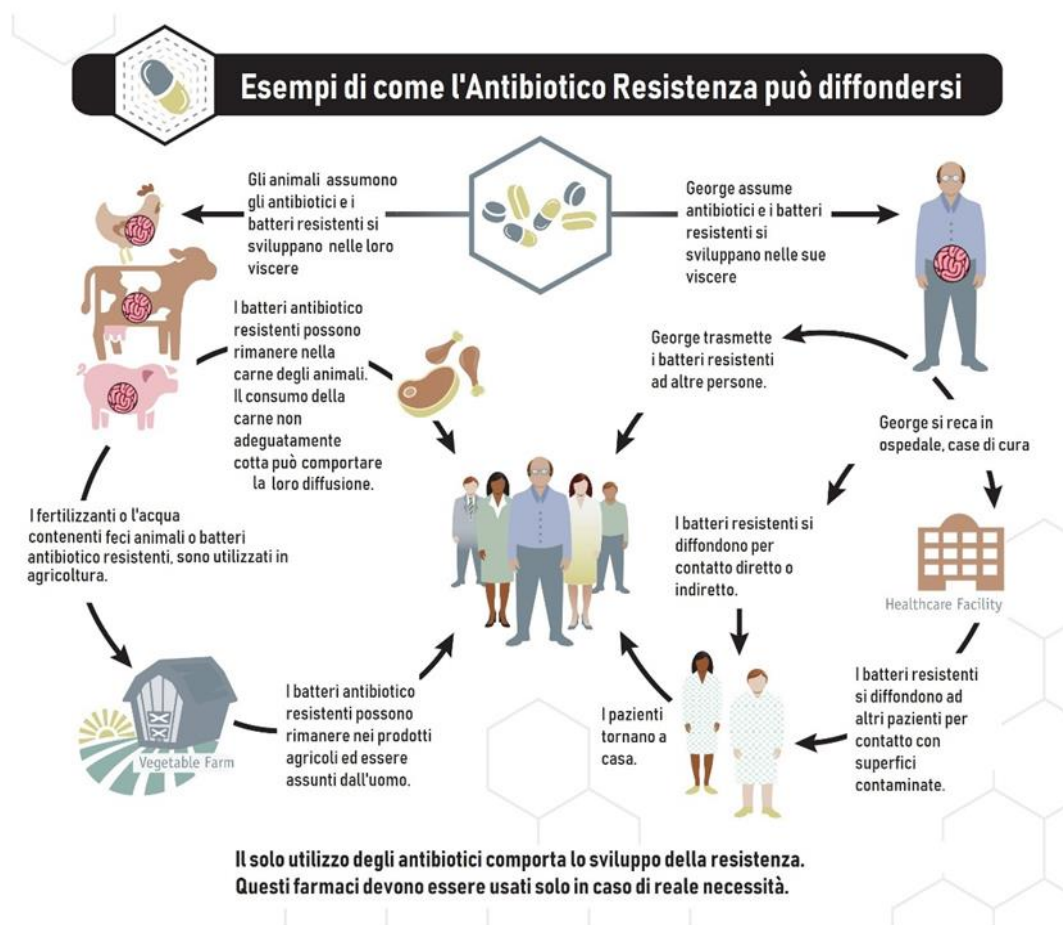 Esempi di come l'Antibiotico Resistenza può diffondersi
Gli animali assumono
gli antibiotici e i
batteri resistenti si
sviluppano nelle loro
viscere
George assume
antibiotici e i batteri
resistenti si
sviluppano nelle sue
viscere
I batteri antibiotico
resistenti possono
rimanere nella
carne degli animali.
Il consumo della
carne non
adeguatamente
cotta può comportare
la loro diffusione.
George trasmette
i batteri resistenti
ad altre persone.
George si reca in
ospedale, case di cura
I fertilizzanti o l'acqua
contenenti feci animali o batteri
antibiotico resistenti, sono utilizzati in
agricoltura.
I batteri resistenti si
diffondono per
contatto diretto o
indiretto.
Healthcare Facility
Vegetable Farm
I batteri antibiotico
resistenti possono
rimanere nei prodotti
agricoli ed essere
assunti dall'uomo.
I pazienti
tornano a
casa.
I batteri resistenti
si diffondono ad
altri pazienti per
contatto con
superfici
contaminate.
Il solo utilizzo degli antibiotici comporta lo sviluppo della resistenza.
Questi farmaci devono essere usati solo in caso di reale necessità.